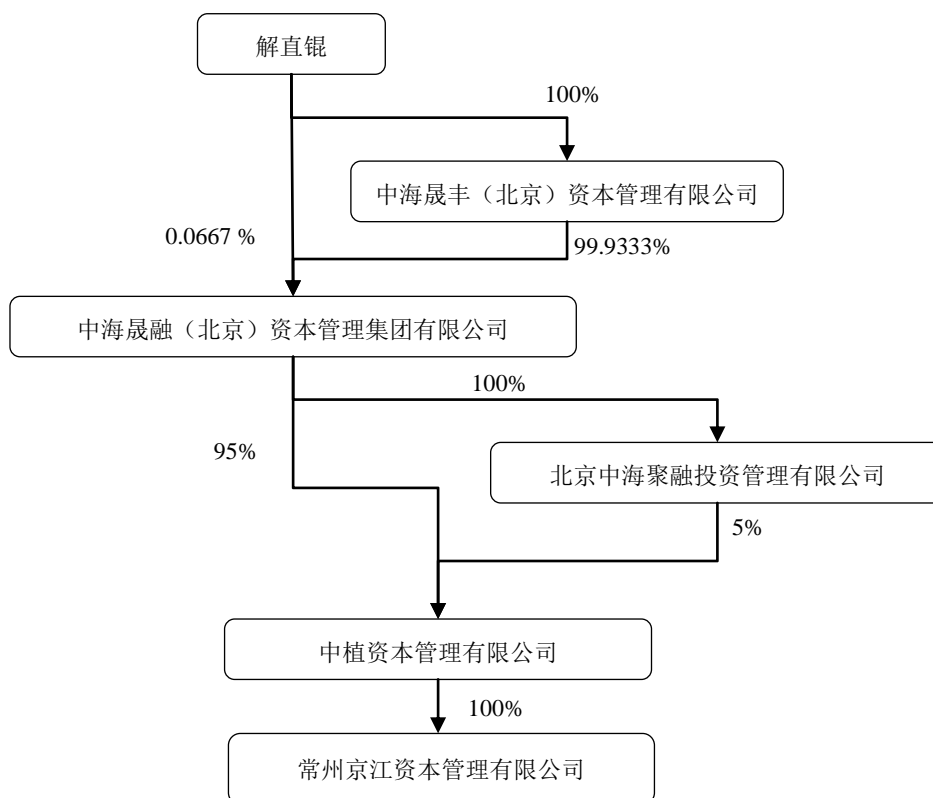 解直锟
100%
中海晟丰（北京）资本管理有限公司
0.0667 %
99.9333%
中海晟融（北京）资本管理集团有限公司
100%
95%
北京中海聚融投资管理有限公司
5%
中植资本管理有限公司
100%
常州京江资本管理有限公司